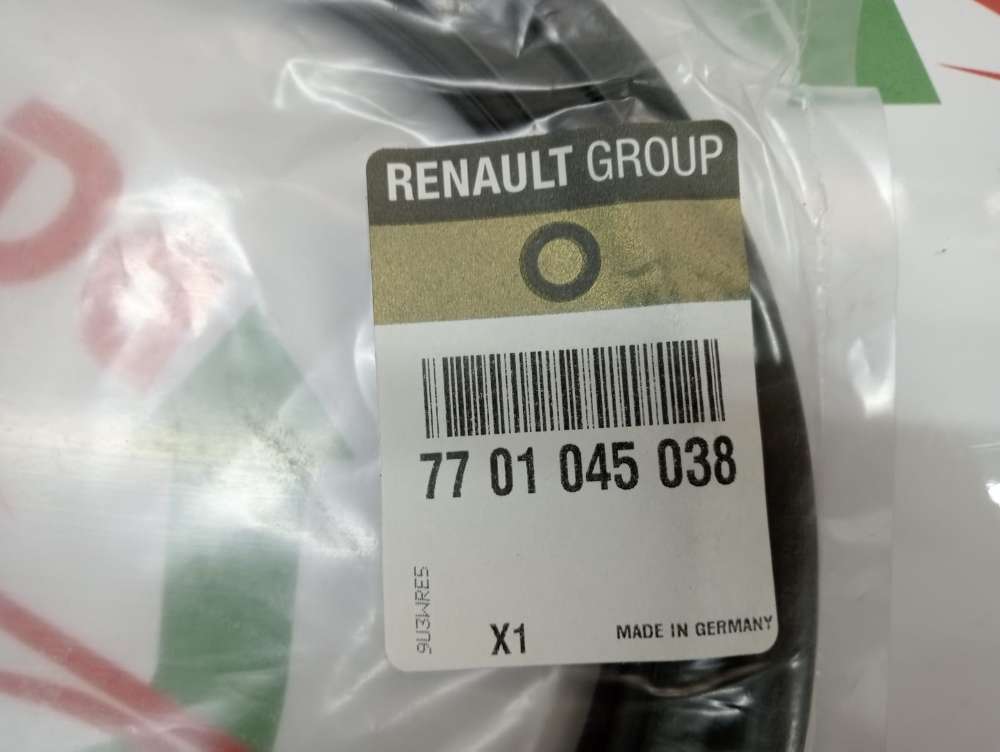 RENAULT GROUP
77 01 045 038
9U3WRE5
X1
MADE IN GERMANY